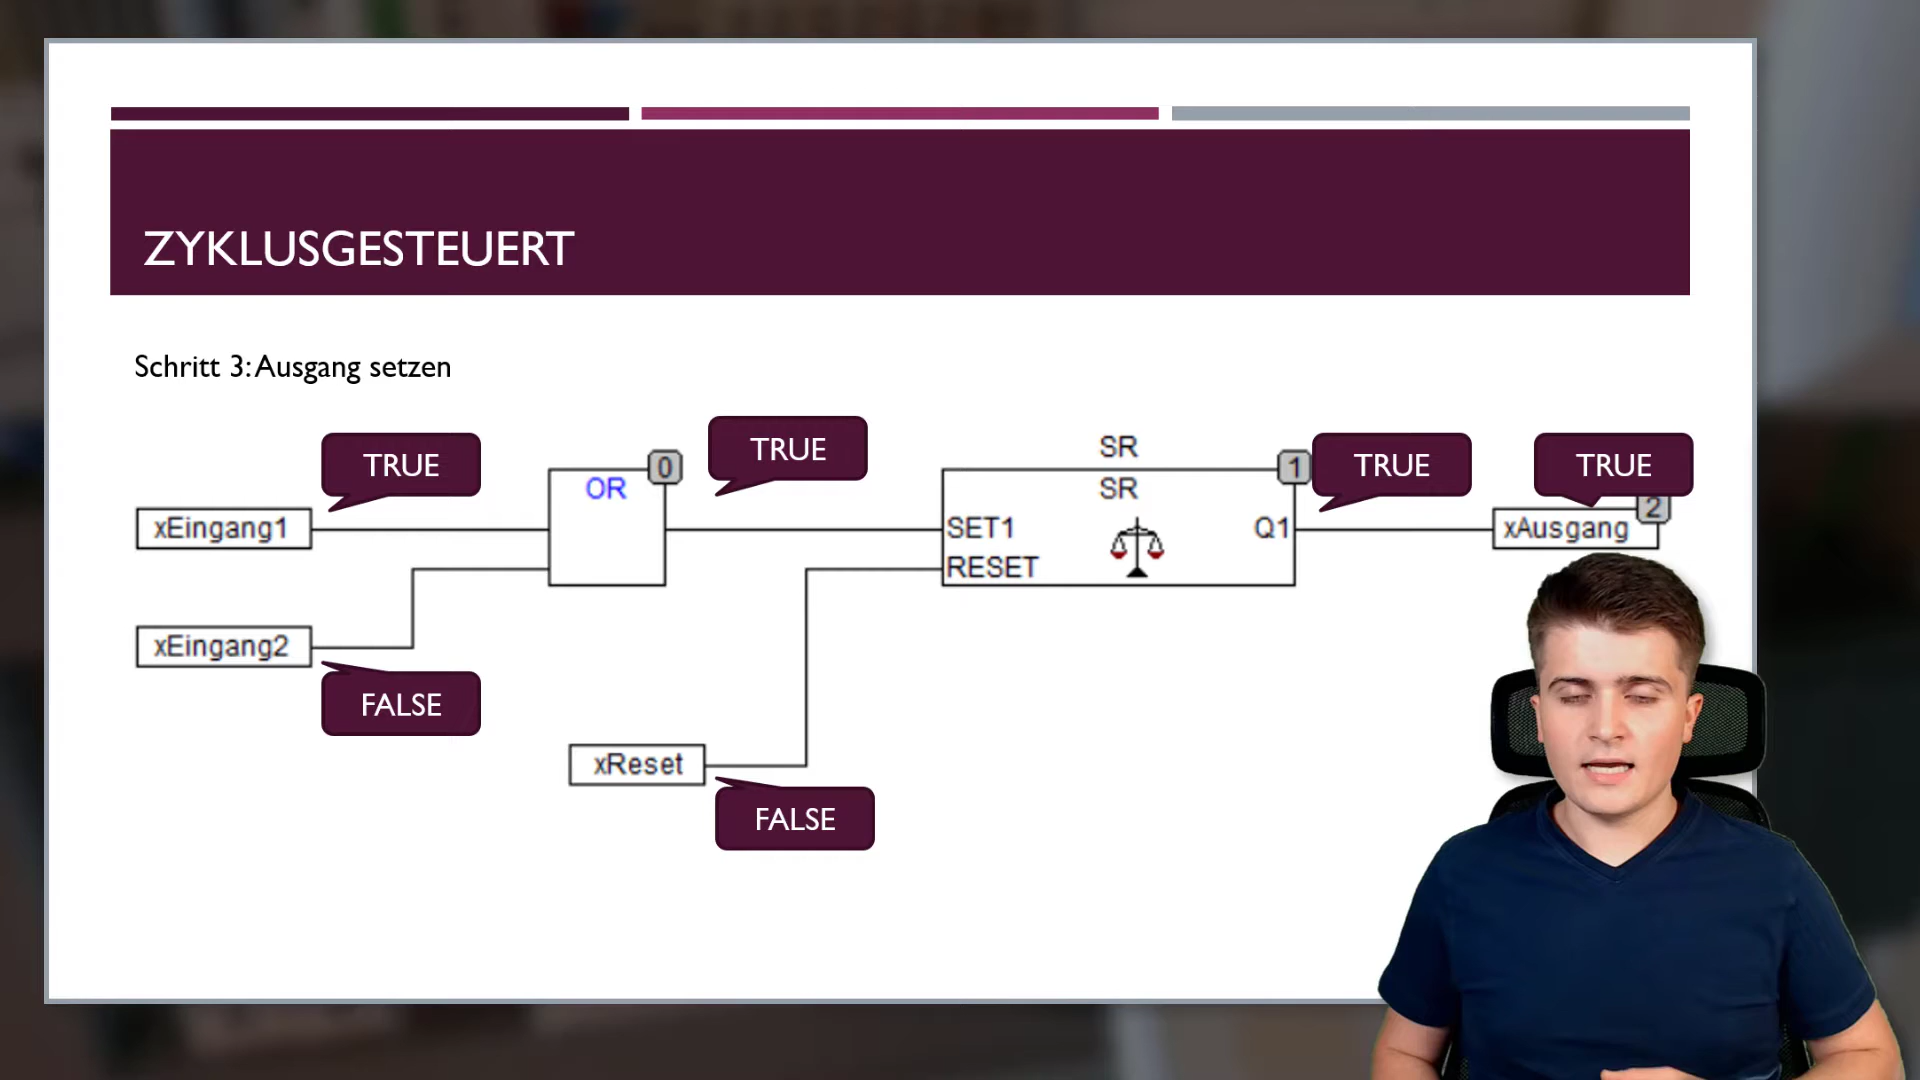 ZYKLUSGESTEUERT
Schritt 3: Ausgang setzen
TRUE
TRUE
TRUE
TRUE
SR
0
1
2
OR
SR
xEingang1
SET1
Q1
xAusgang
RESET
xEingang2
FALSE
xReset
FALSE